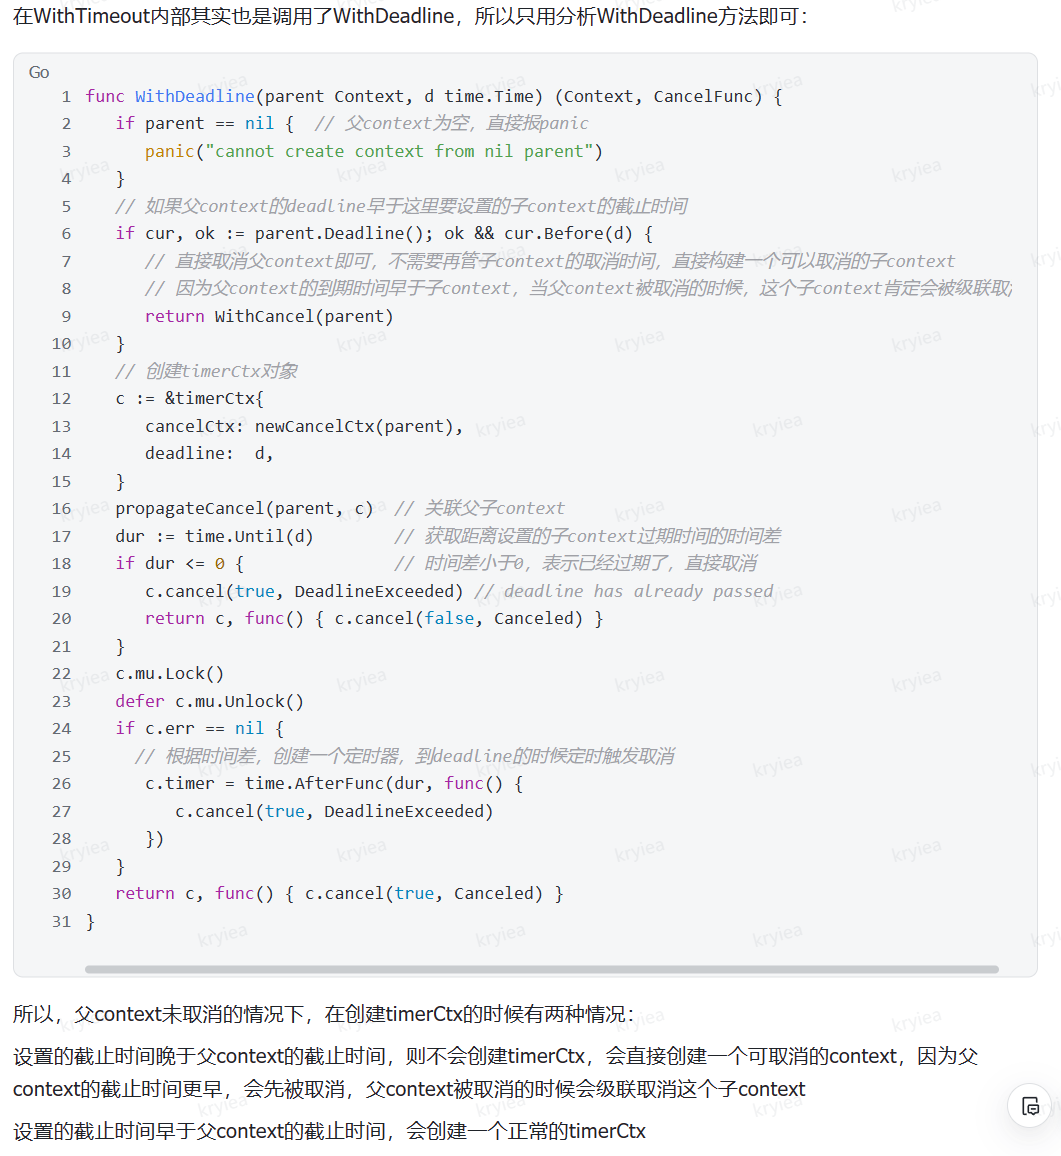 在WithTimeout内部其实也是调用了WithDeadline，所以只用分析WithDeadline方法即可：
Go
1 func WithDeadline(parent Context, d time.Time) (Context, CancelFunc) {
2    if parent == nil {  // 父context为空，直接报panic
3       panic("cannot create context from nil parent")
4    }
5    // 如果父context的deadline早于这里要设置的子context的截止时间
6    if cur, ok := parent.Deadline(); ok && cur.Before(d) {
7       // 直接取消父context即可，不需要再管子context的取消时间，直接构建一个可以取消的子context
8       // 因为父context的到期时间早于子context，当父context被取消的时候，这个子context肯定会被级联取
9       return WithCancel(parent)
10    }
11    // 创建timerCtx对象
12    c := &timerCtx{
13       cancelCtx: newCancelCtx(parent),
14       deadline:  d,
15    }
16    propagateCancel(parent, c)  // 关联父子context
17    dur := time.Until(d)        // 获取距离设置的子context过期时间的时间差
18    if dur <= 0 {               // 时间差小于0，表示已经过期了，直接取消
19       c.cancel(true, DeadlineExceeded) // deadline has already passed
20       return c, func() { c.cancel(false, Canceled) }
21    }
22    c.mu.Lock()
23    defer c.mu.Unlock()
24    if c.err == nil {
25      // 根据时间差，创建一个定时器，到deadline的时候定时触发取消
26       c.timer = time.AfterFunc(dur, func() {
27          c.cancel(true, DeadlineExceeded)
28       })
29    }
30    return c, func() { c.cancel(true, Canceled) }
31 }
所以，父context未取消的情况下，在创建timerCtx的时候有两种情况：
设置的截止时间晚于父context的截止时间，则不会创建timerCtx，会直接创建一个可取消的context，因为父
context的截止时间更早，会先被取消，父context被取消的时候会级联取消这个子context
设置的截止时间早于父context的截止时间，会创建一个正常的timerCtx